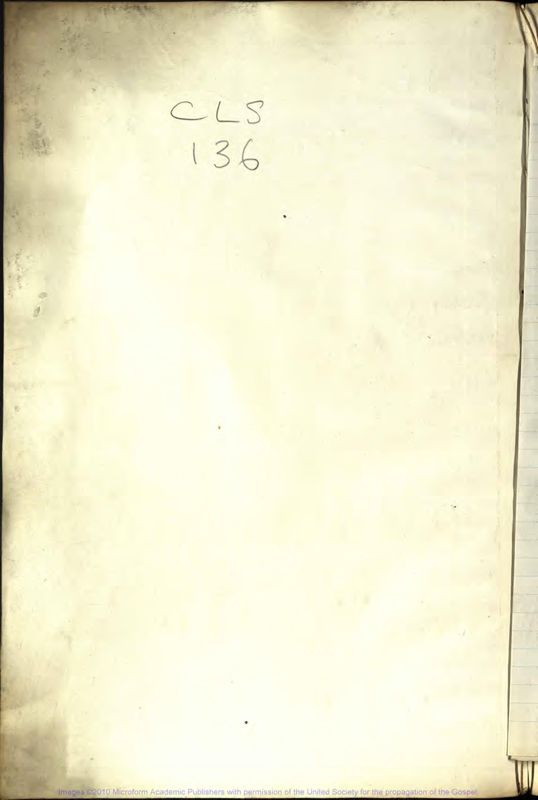 CLS
136
Images ©2010 Microform Academic Publishers with permission of the United Society for the propagation of the Gospel.